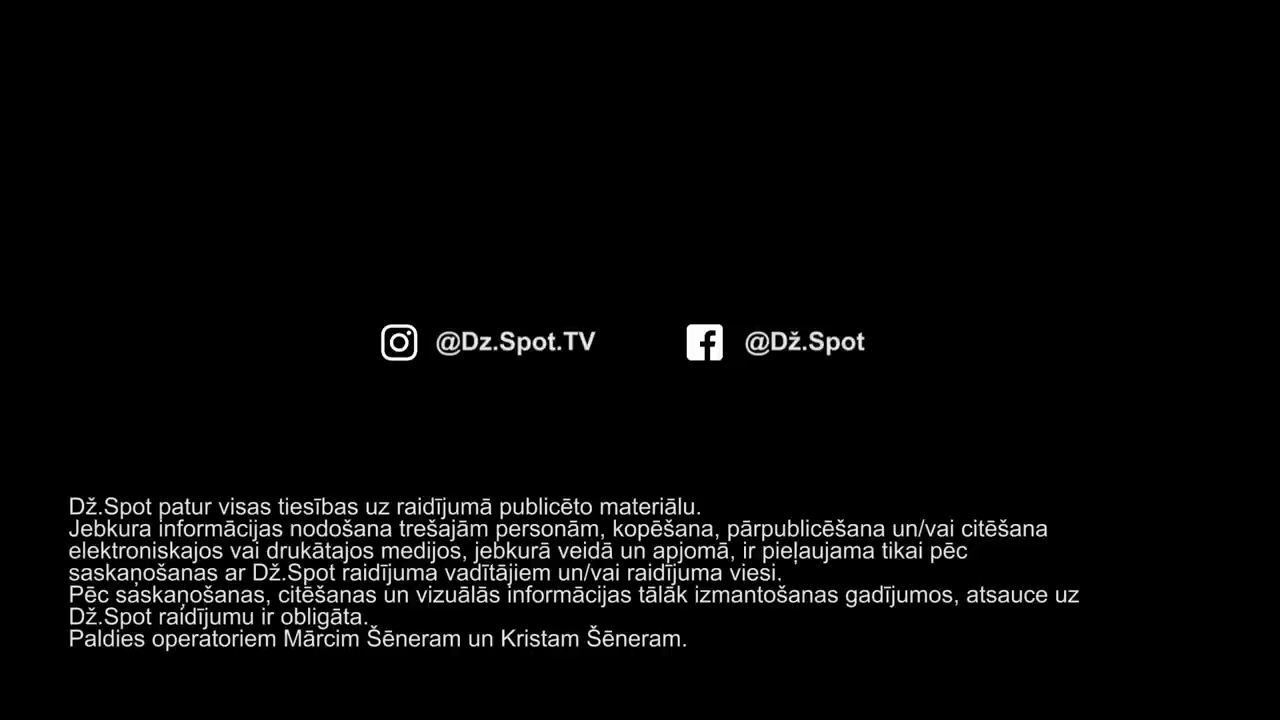 @Dz.Spot.TV @Dž.Spot
Dž.Spot patur visas tiesības uz raidījumā publicēto materiālu.
Jebkura informācijas nodošana trešajām personām, kopēšana, pārpublicēšana un/vai citēšana
elektroniskajos vai drukātajos medijos, jebkurā veidā un apjomā, ir pieļaujama tikai pēc
saskaņošanas ar Dž.Spot raidījuma vadītājiem un/vai raidījuma viesi.
Pēc saskaņošanas, citēšanas un vizuālās informācijas tālāk izmantošanas gadījumos, atsauce uz
Dž.Spot raidījumu ir obligāta.
Paldies operatoriem Mārcim Šēneram un Kristam Šēneram.